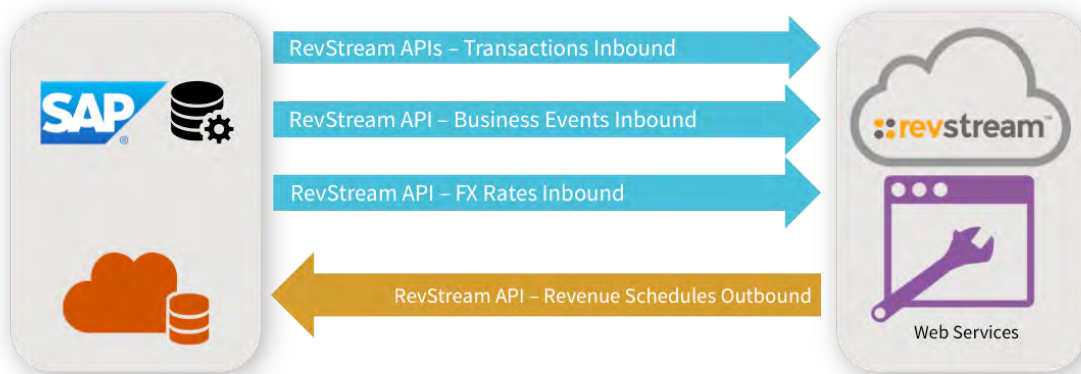 RevStream APIs – Transactions Inbound
SAP
®
RevStream API – Business Events Inbound
revstream™
RevStream API – FX Rates Inbound
RevStream API – Revenue Schedules Outbound
Web Services